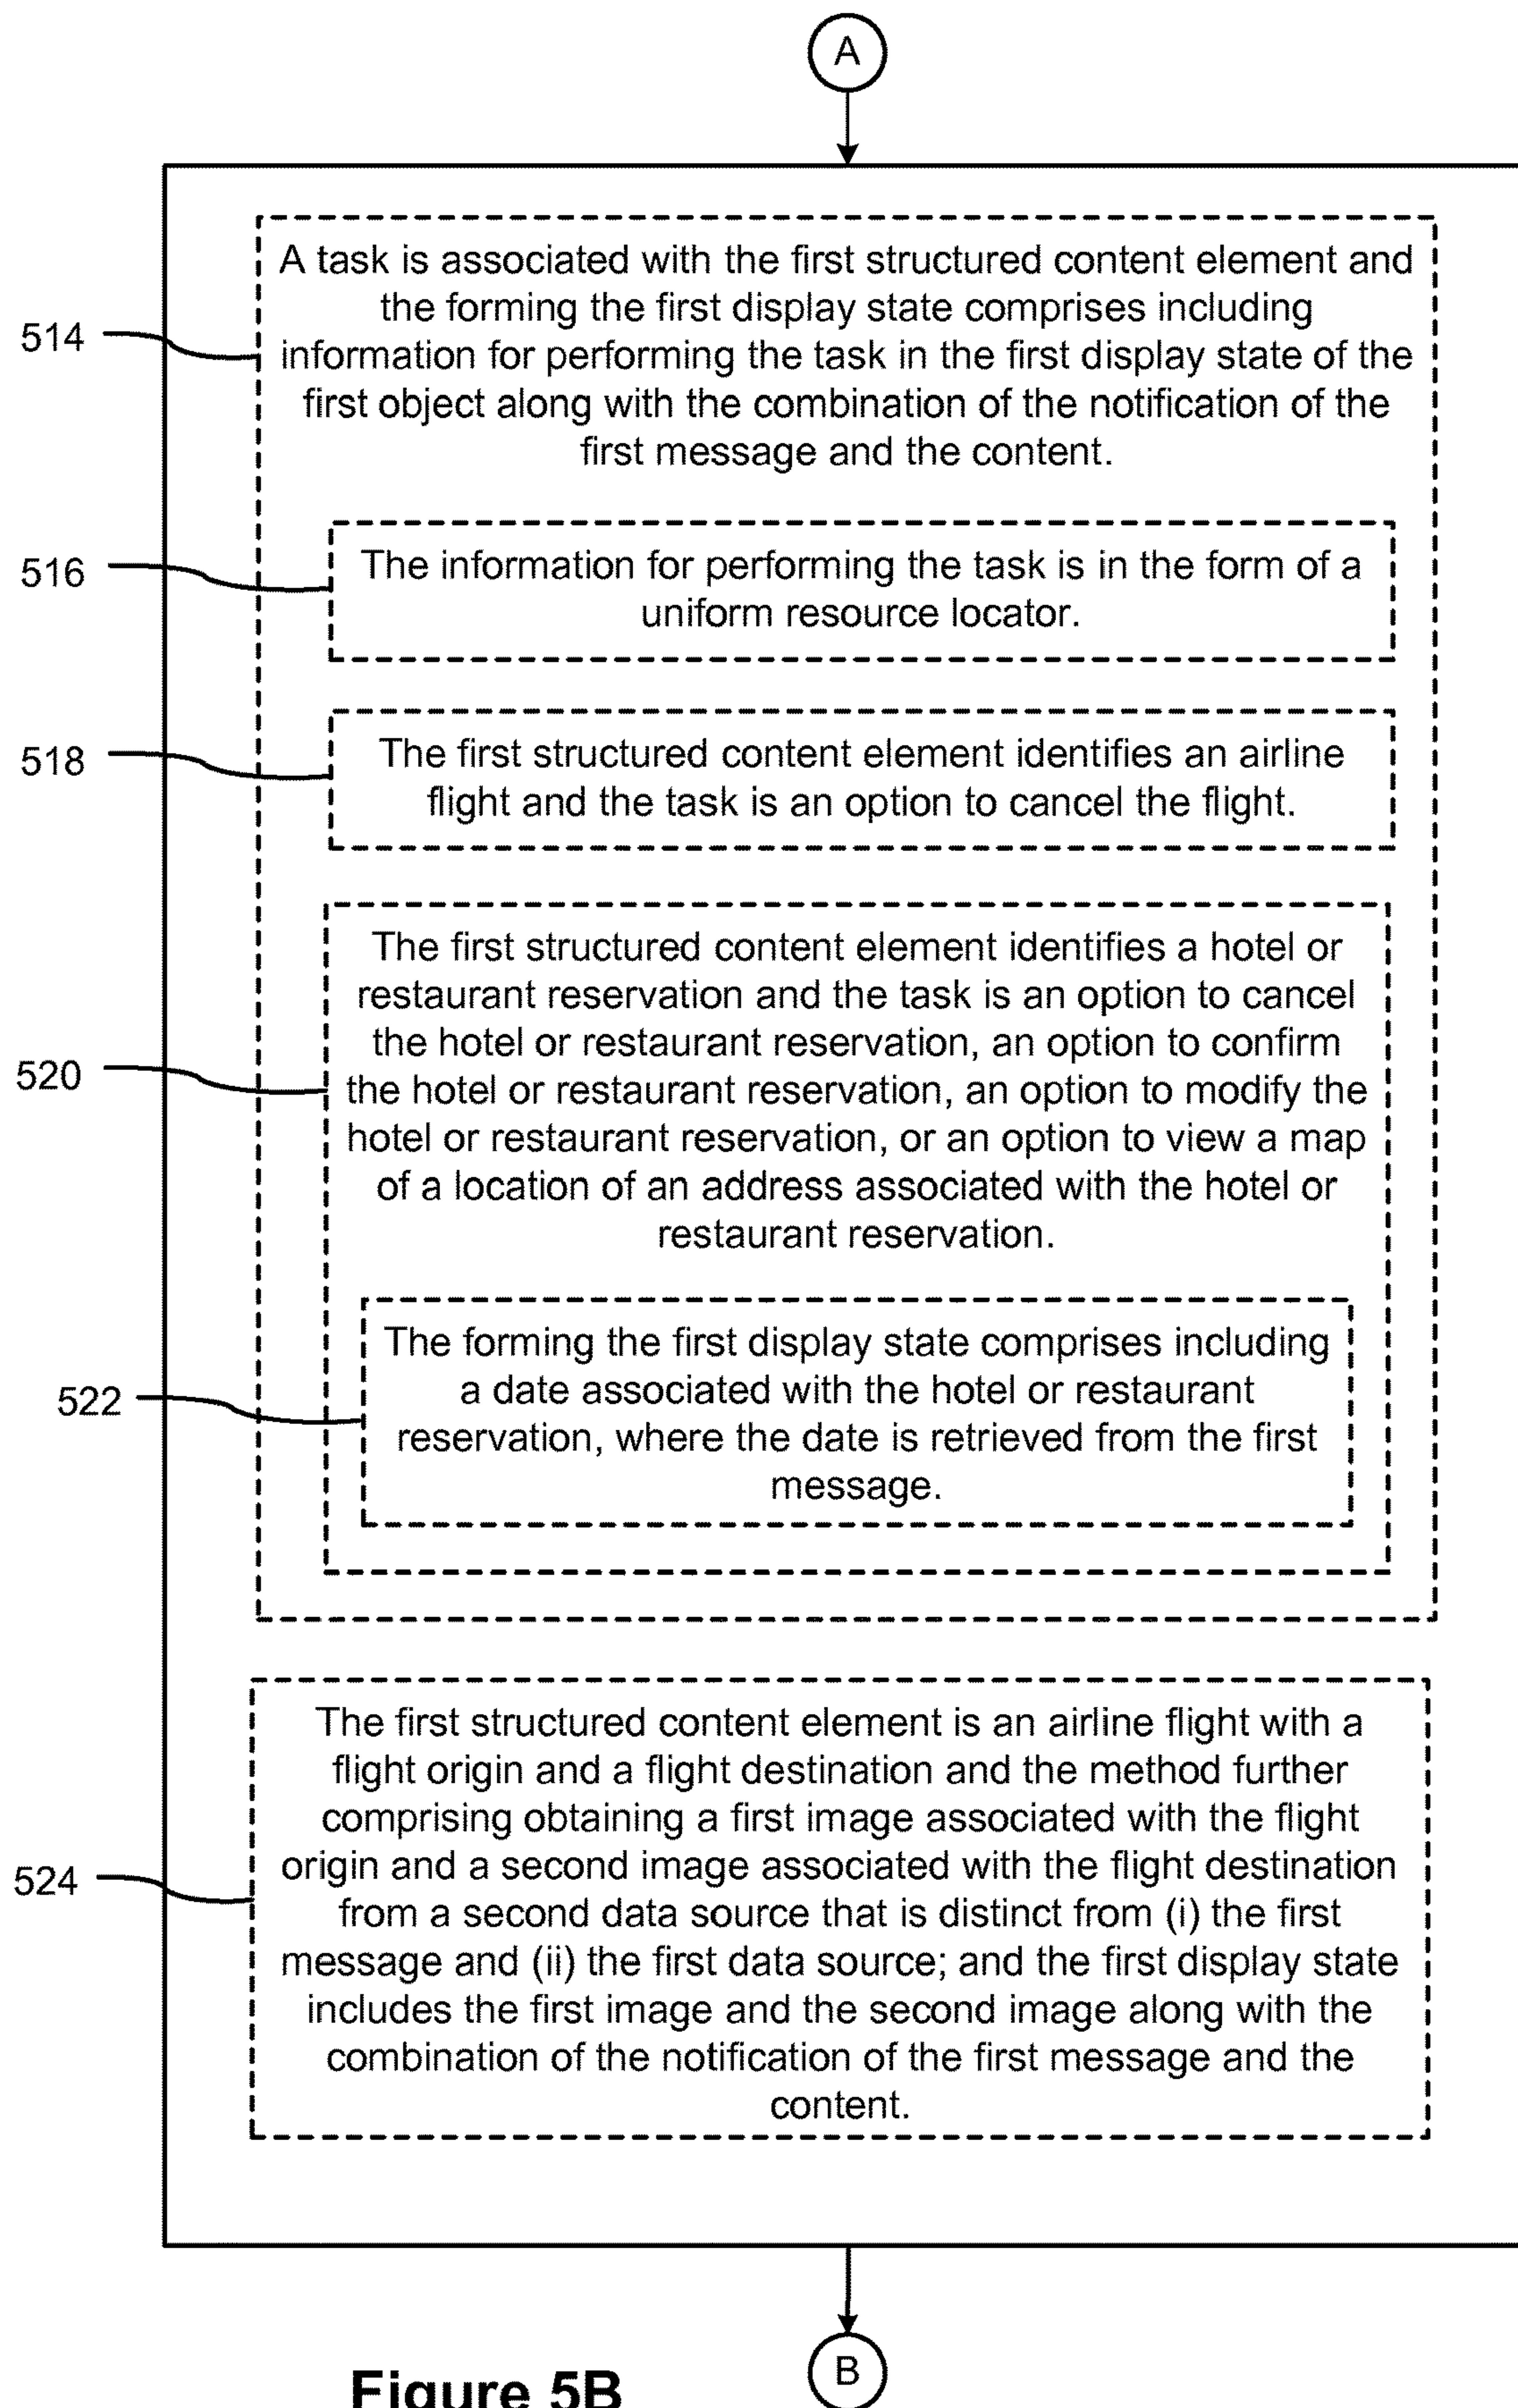 A
514
A task is associated with the first structured content element and
the forming the first display state comprises including
information for performing the task in the first display state of the
first object along with the combination of the notification of the
first message and the content.
516
The information for performing the task is in the form of a
uniform resource locator.
518
The first structured content element identifies an airline
flight and the task is an option to cancel the flight.
520
The first structured content element identifies a hotel or
restaurant reservation and the task is an option to cancel
the hotel or restaurant reservation, an option to confirm
the hotel or restaurant reservation, an option to modify the
hotel or restaurant reservation, or an option to view a map
of a location of an address associated with the hotel or
restaurant reservation.
522
The forming the first display state comprises including
a date associated with the hotel or restaurant
reservation, where the date is retrieved from the first
message.
524
The first structured content element is an airline flight with a
flight origin and a flight destination and the method further
comprising obtaining a first image associated with the flight
origin and a second image associated with the flight destination
from a second data source that is distinct from (i) the first
message and (ii) the first data source; and the first display state
includes the first image and the second image along with the
combination of the notification of the first message and the
content.
B
Figure 5B